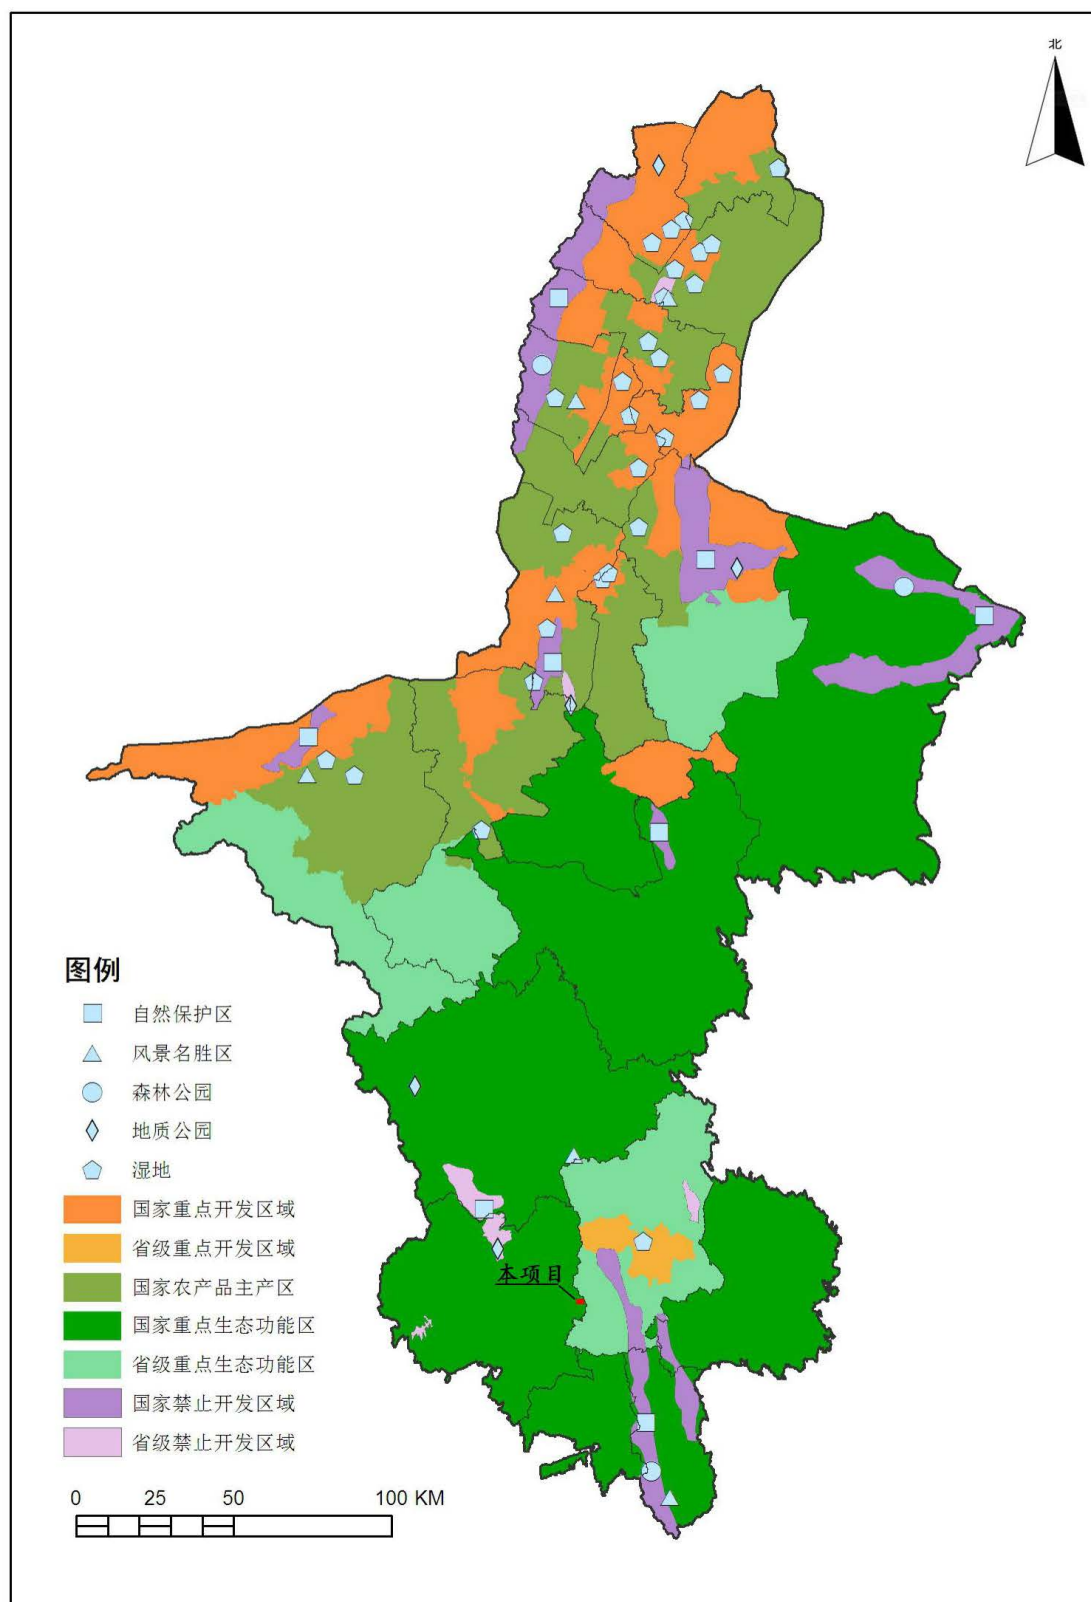 北
本项目
图例
自然保护区
风景名胜区
森林公园
地质公园
湿地
国家重点开发区域
省级重点开发区域
国家农产品主产区
国家重点生态功能区
省级重点生态功能区
国家禁止开发区域
省级禁止开发区域
0 25 50 100 KM